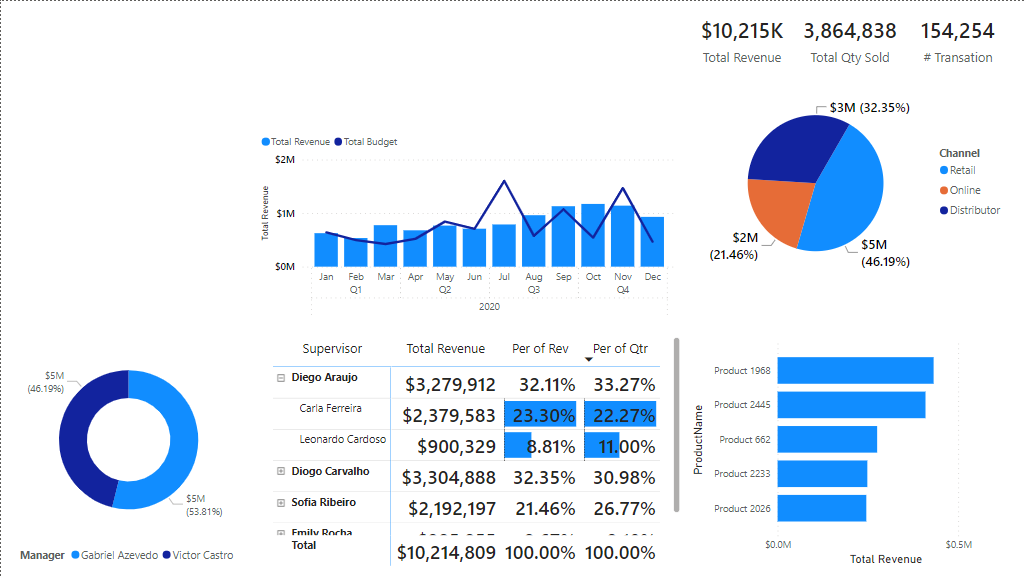 $10,215K 3,864,838 154,254
Total Revenue Total Qty Sold # Transation
Total Revenue Total Budget
$2M
$1M
$0M
Total Revenue
Jan Feb Mar Apr May Jun Jul Aug Sep Oct Nov Dec
Q1 Q2 Q3 Q4
2020
$3M (32.35%)
$2M
(21.46%)
$5M
(46.19%)
Channel
Retail
Online
Distributor
$5M
(46.19%)
$5M
(53.81%)
Manager Gabriel Azevedo Victor Castro
Supervisor Total Revenue Per of Rev Per of Qtr
Diego Araujo $3,279,912 32.11% 33.27%
Carla Ferreira $2,379,583 23.30% 22.27%
Leonardo Cardoso $900,329 8.81% 11.00%
Diogo Carvalho $3,304,888 32.35% 30.98%
Sofia Ribeiro $2,192,197 21.46% 26.77%
Emily Rocha
Total $10,214,809 100.00% 100.00%
ProductName
Product 1968
Product 2445
Product 662
Product 2233
Product 2026
$0.0M $0.5M
Total Revenue